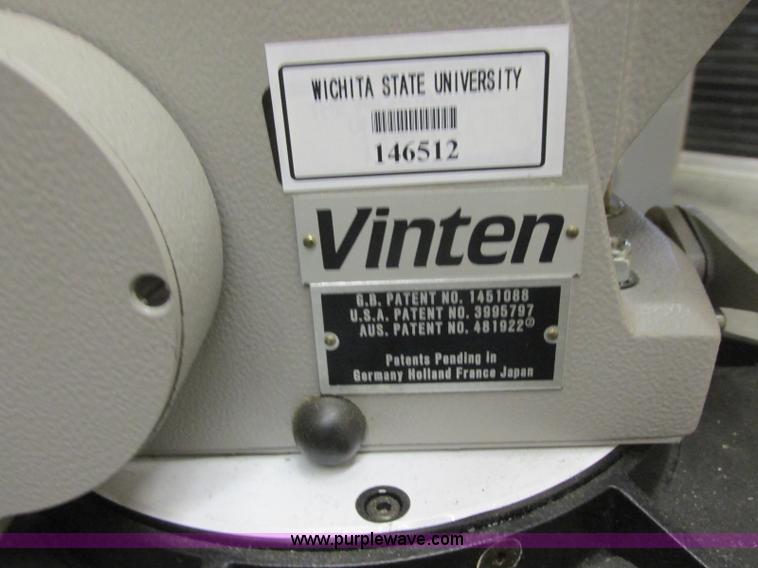 WICHITA STATE UNIVERSITY
146512
Vinten
G.B. PATENT NO. 1451088
U.S.A. PATENT NO. 3995797
AUS. PATENT NO. 481922
Patents Pending in
Germany Holland France Japan
www.purplewave.com